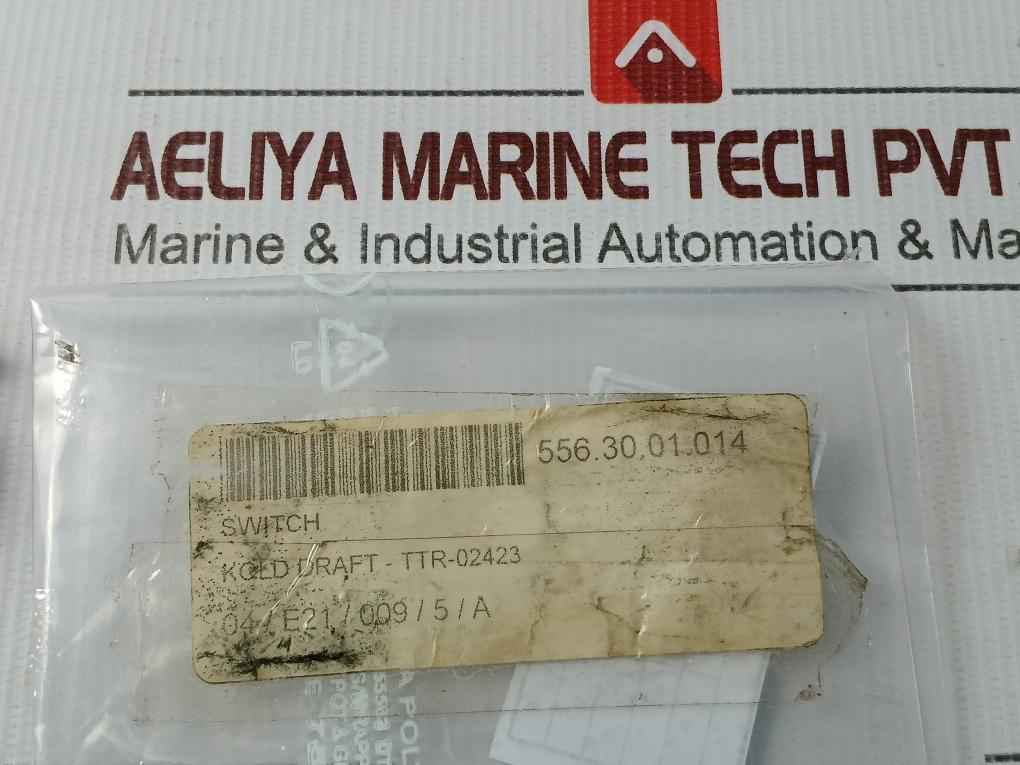 AELIYA MARINE TECH PVT.
Marine & Industrial Automation & Ma
556.30.01.014
SWITCH
KOLD DRAFT - TTR-02423
04 / E21 / 009 / 5 / A